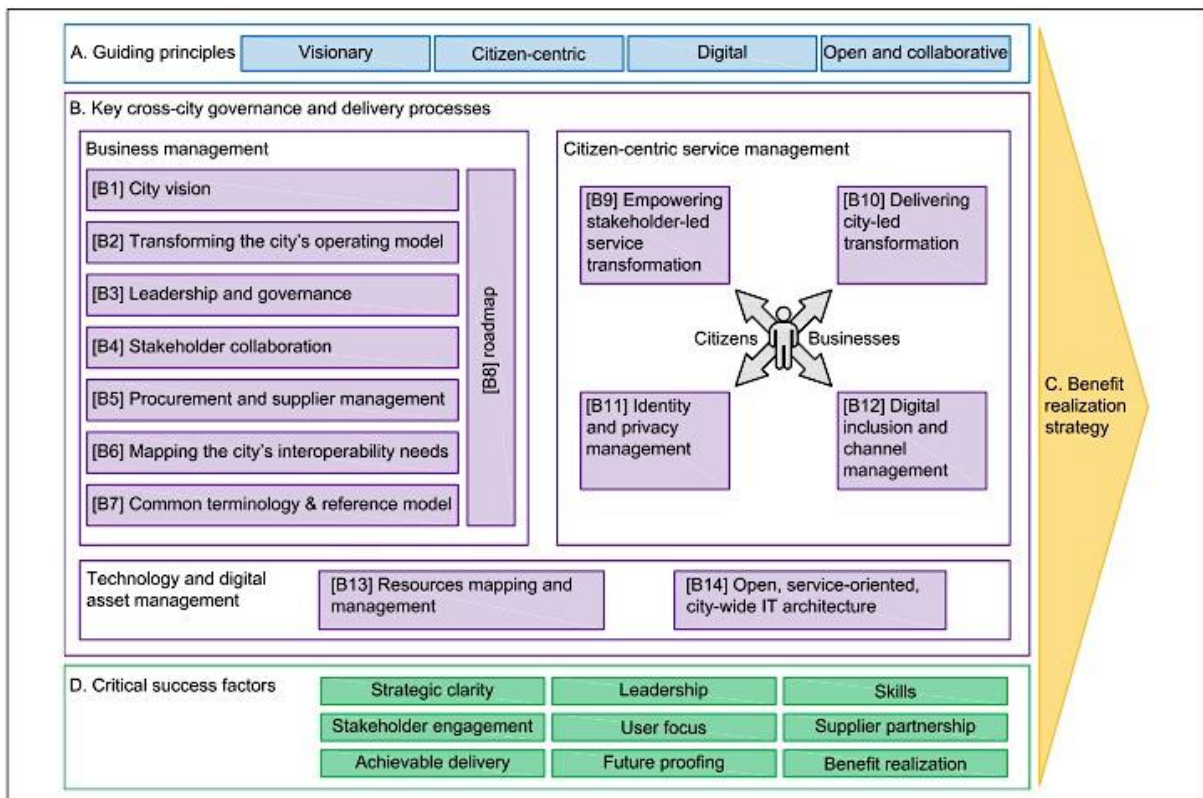 A. Guiding principles
Visionary
Citizen-centric
Digital
Open and collaborative
B. Key cross-city governance and delivery processes
Business management
[B1] City vision
[B2] Transforming the city's operating model
[B3] Leadership and governance
[B4] Stakeholder collaboration
[B5] Procurement and supplier management
[B6] Mapping the city's interoperability needs
[B7] Common terminology & reference model
[B8] roadmap
Citizen-centric service management
[B9] Empowering
stakeholder-led
service
transformation
[B10] Delivering
city-led
transformation
Citizens
Businesses
[B11] Identity
and privacy
management
[B12] Digital
inclusion and
channel
management
Technology and digital
asset management
[B13] Resources mapping and
management
[B14] Open, service-oriented,
city-wide IT architecture
C. Benefit
realization
strategy
D. Critical success factors
Strategic clarity
Leadership
Skills
Stakeholder engagement
User focus
Supplier partnership
Achievable delivery
Future proofing
Benefit realization